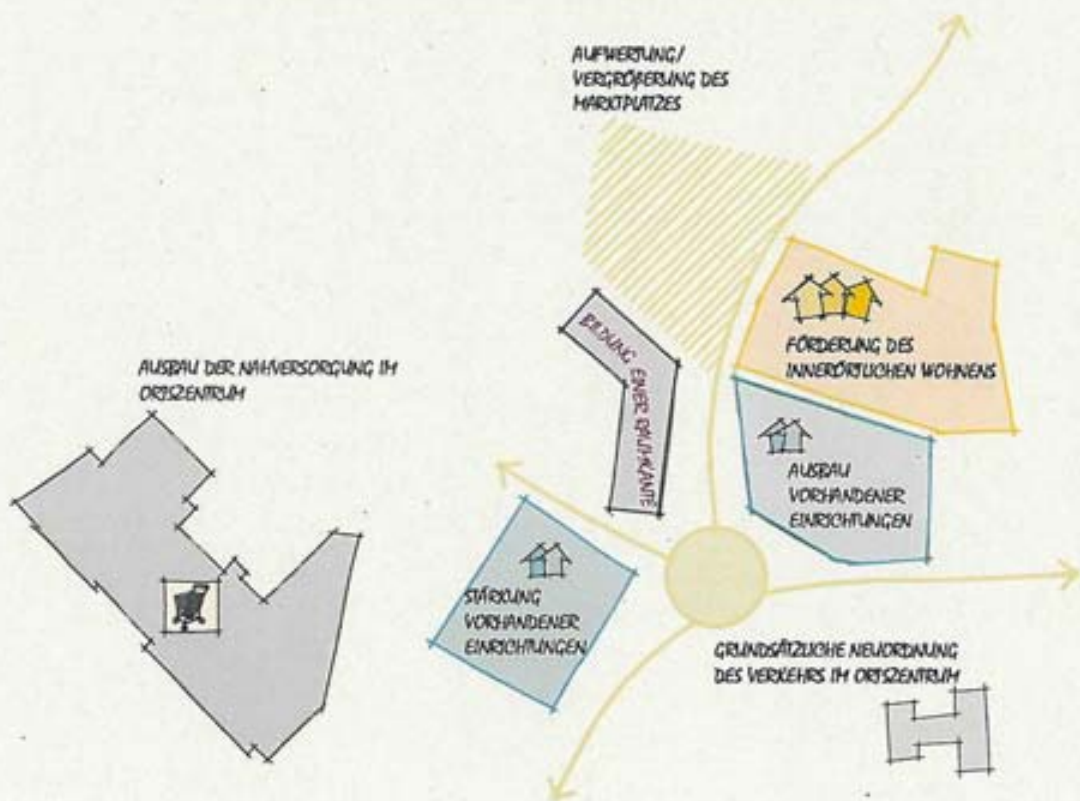 AUFWERTUNG/
VERGRÖßERUNG DES
MARKTPLATZES
AUSBAU DER NAHVERSORGUNG IM
ORTSZENTRUM
BILDUNG EINER RAUMKANTE
FÖRDERUNG DES
INNERÖRTLICHEN WOHNENS
AUSBAU
VORHANDENER
EINRICHTUNGEN
STÄRKUNG
VORHANDENER
EINRICHTUNGEN
GRUNDSÄTZLICHE NEUORDNUNG
DES VERKEHRS IM ORTSZENTRUM